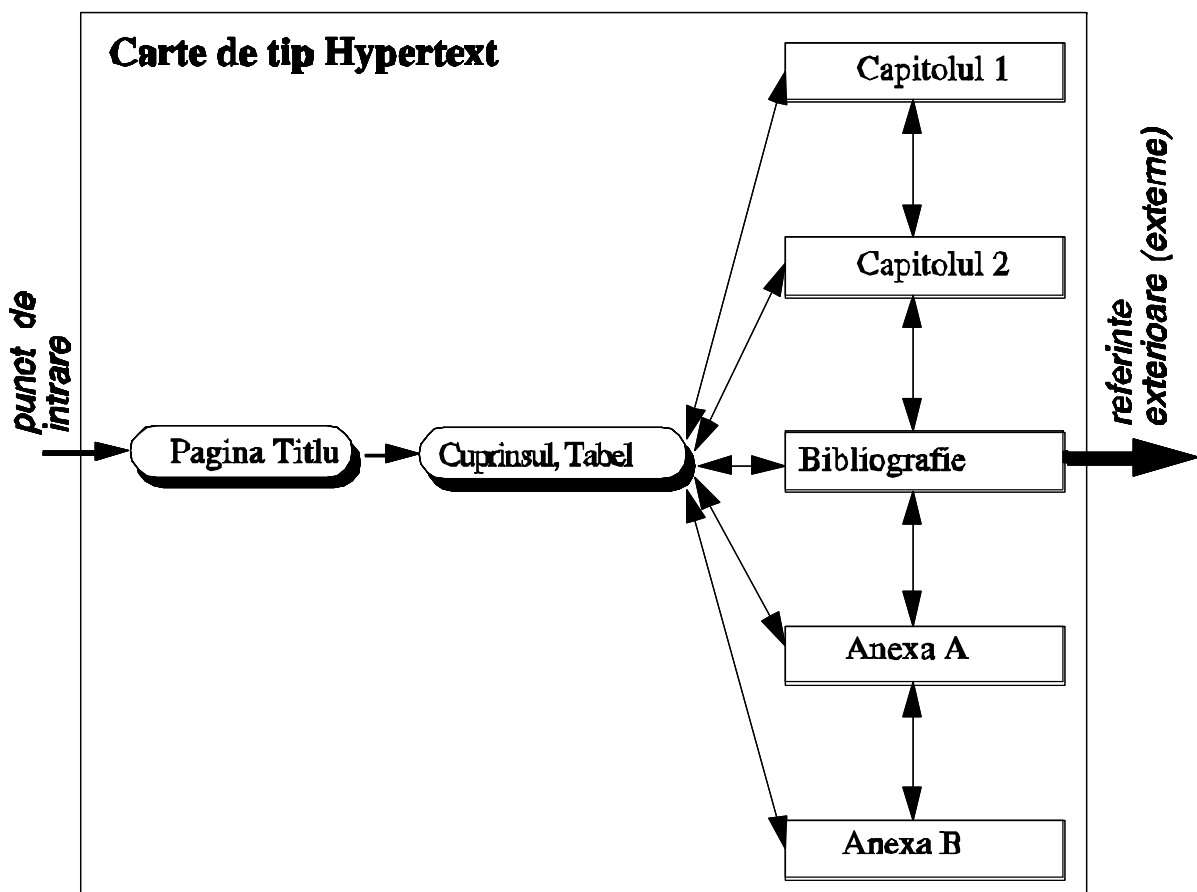 Carte de tip Hypertext
Capitolul 1
Capitolul 2
punct de
intrare
Pagina Titlu
Cuprinsul, Tabel
Bibliografie
referinte
exterioare (externe)
Anexa A
Anexa B